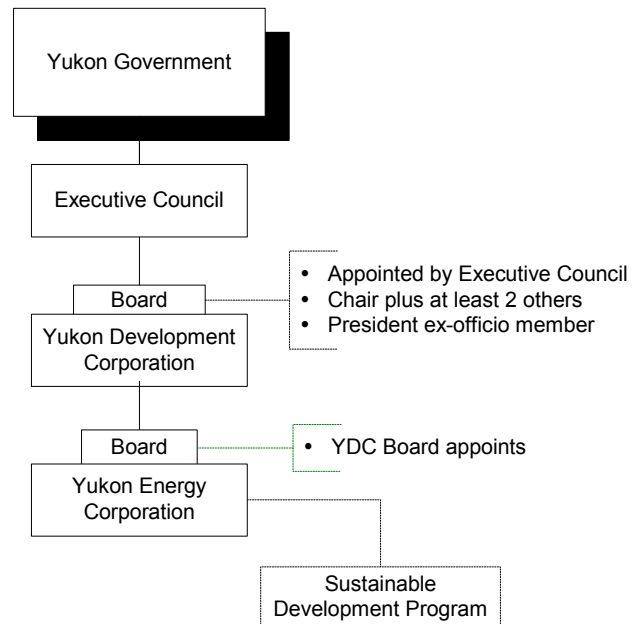 Yukon Government
Executive Council
Board
• Appointed by Executive Council
• Chair plus at least 2 others
• President ex-officio member
Yukon Development
Corporation
Board
• YDC Board appoints
Yukon Energy
Corporation
Sustainable
Development Program